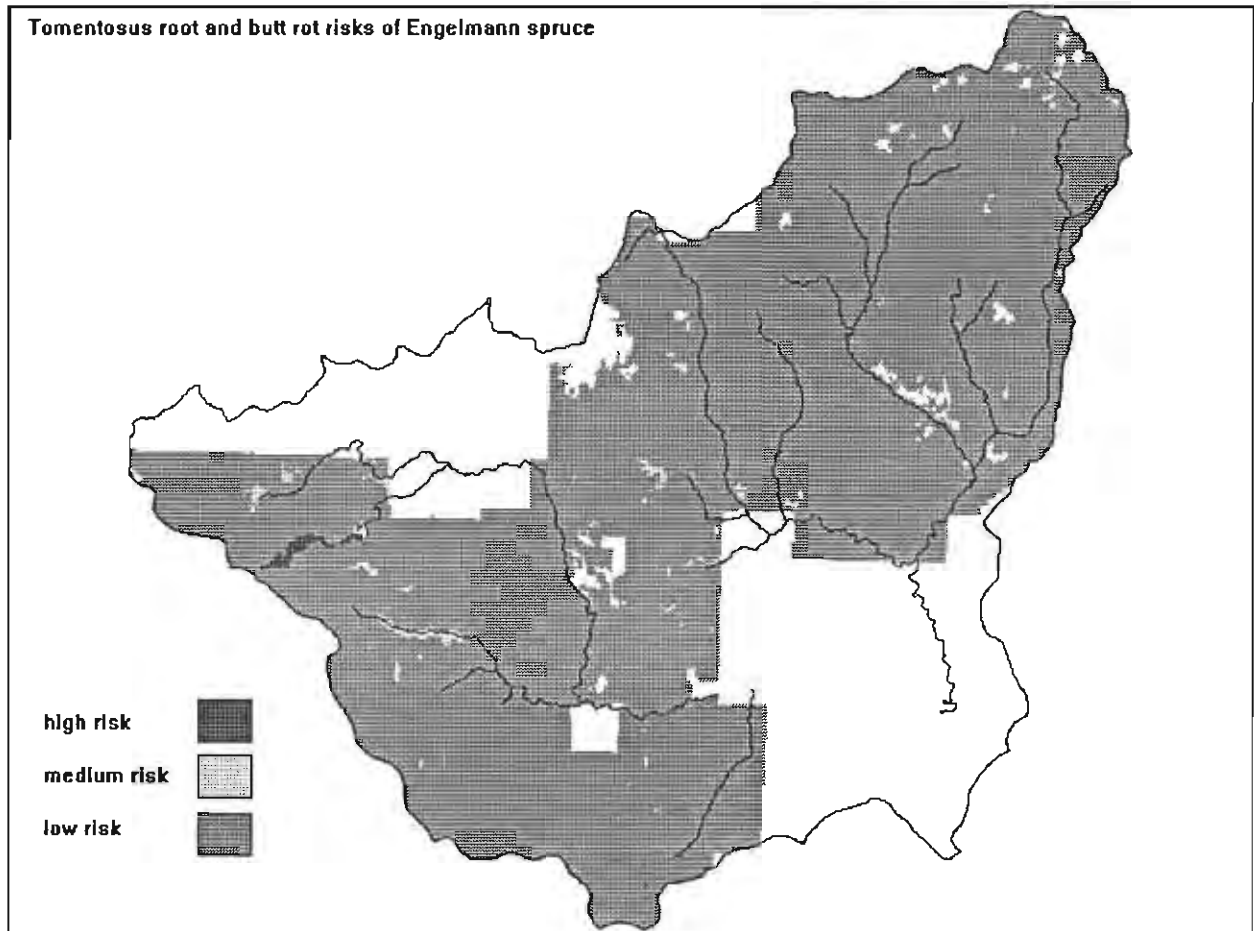 Tomentosus root and butt rot risks of Engelmann spruce
high risk
medium risk
low risk